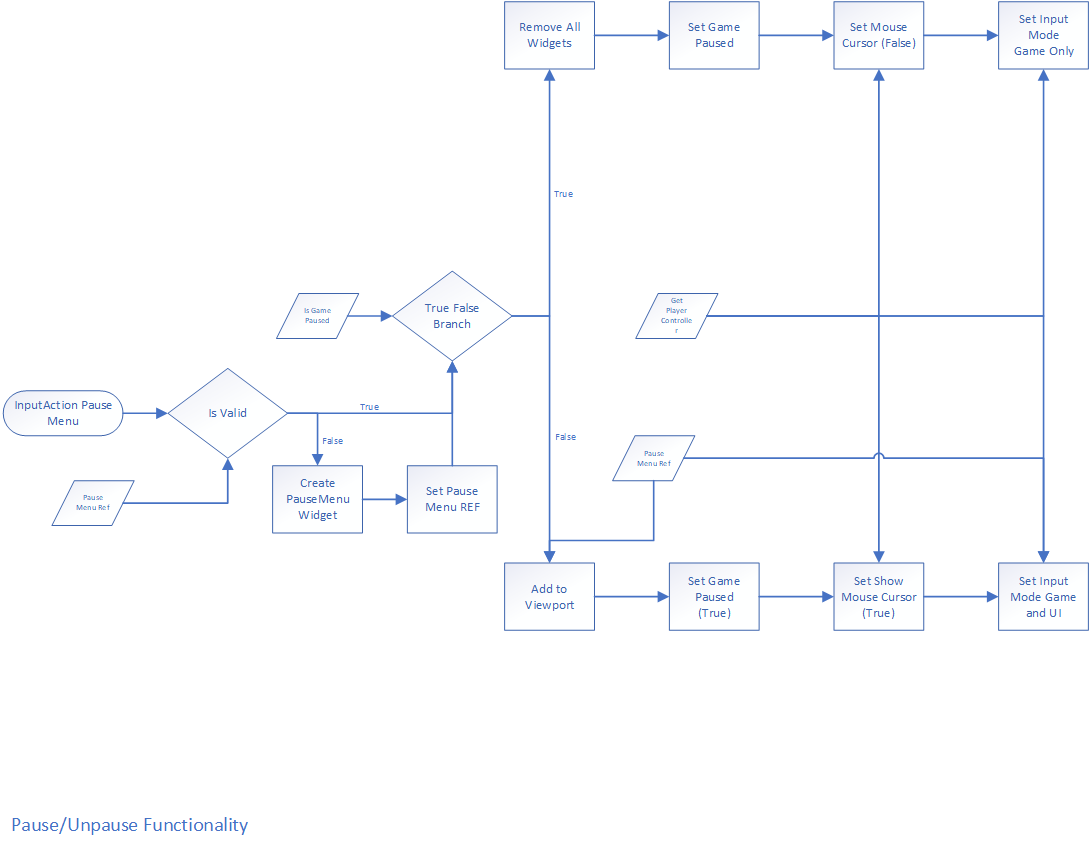 Remove All
Widgets
Set Game
Paused
Set Mouse
Cursor (False)
Set Input
Mode
Game Only
True
Is Game
Paused
True False
Branch
Get
Player
Controlle
r
InputAction Pause
Menu
Is Valid
True
False
False
Pause
Menu Ref
Pause
Menu Ref
Create
PauseMenu
Widget
Set Pause
Menu REF
Add to
Viewport
Set Game
Paused
(True)
Set Show
Mouse Cursor
(True)
Set Input
Mode Game
and UI
Pause/Unpause Functionality